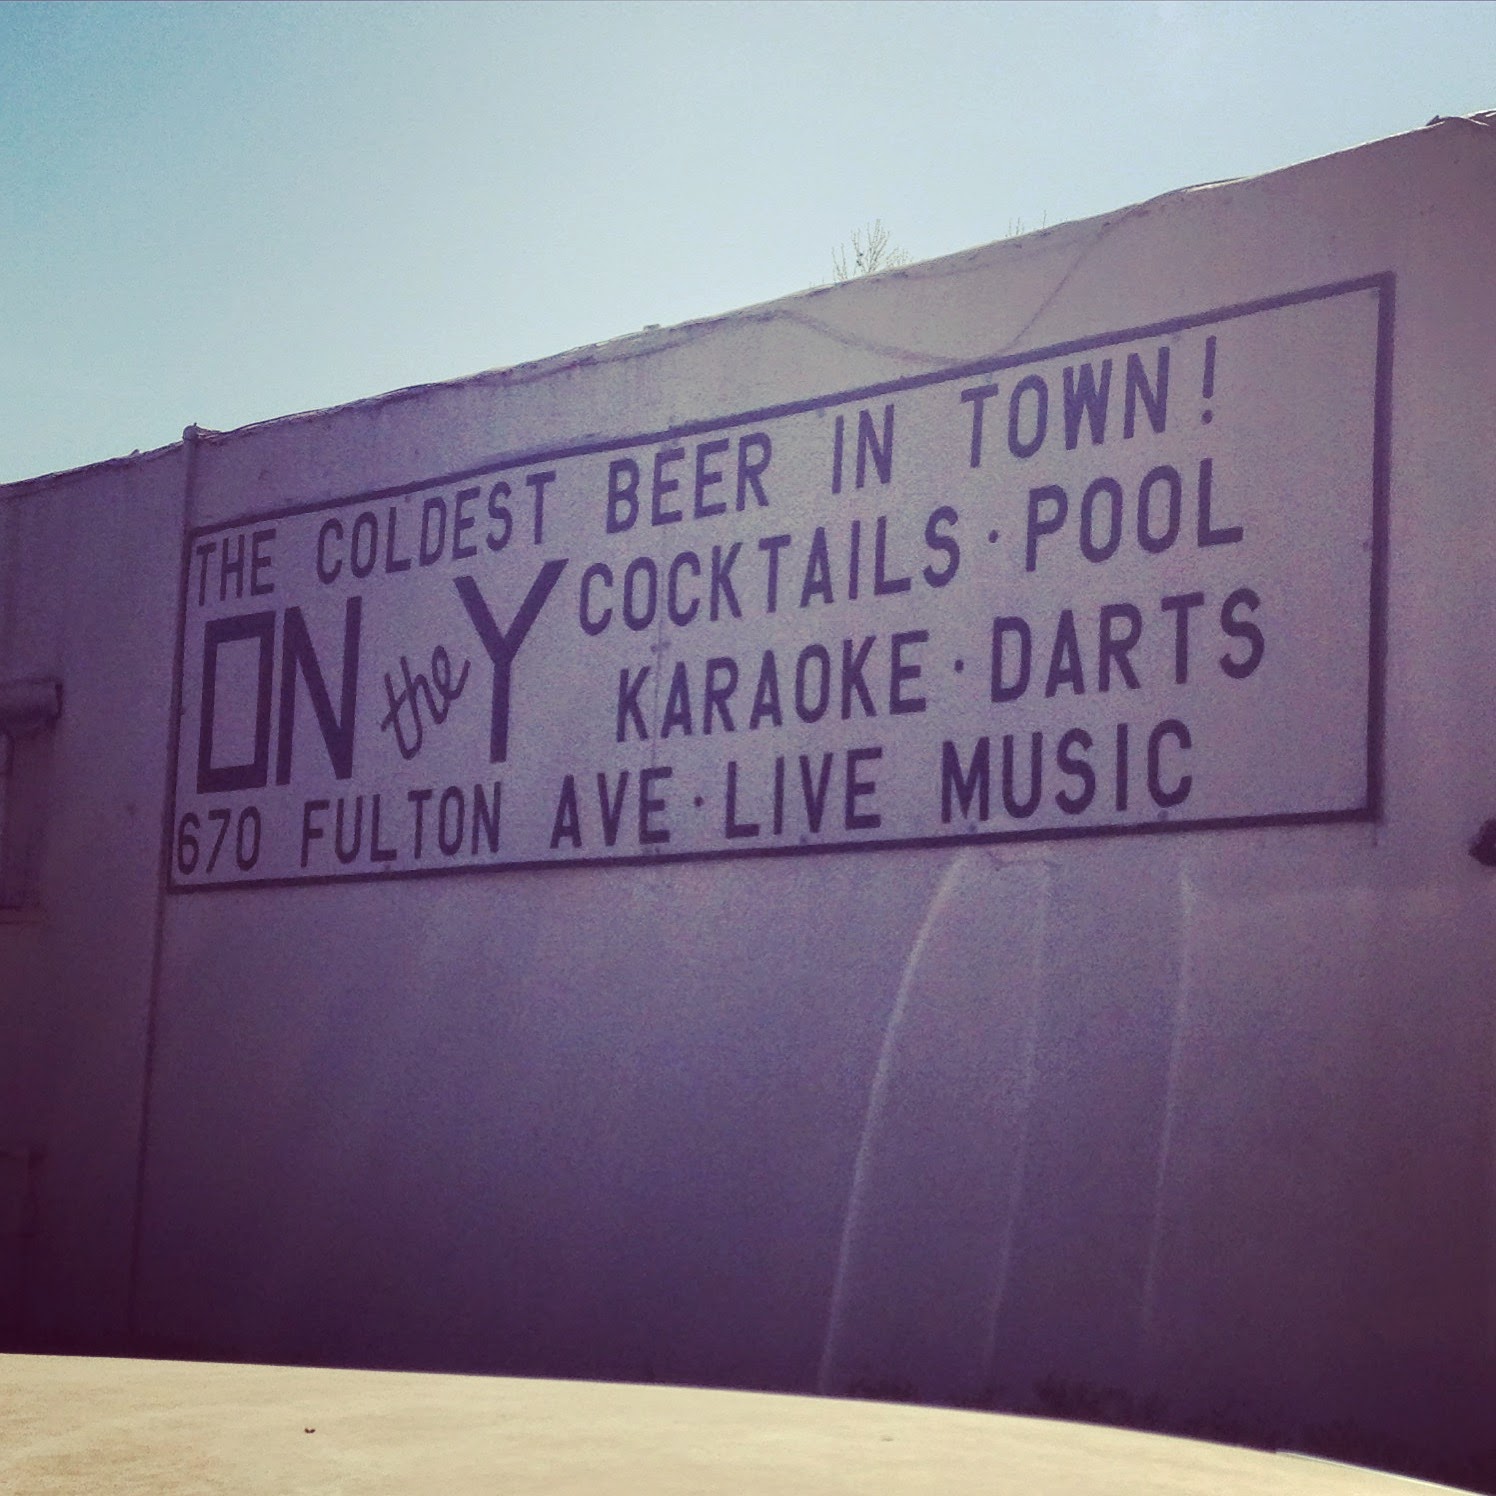 THE COLDEST BEER IN TOWN!
ON the Y
COCKTAILS · POOL
KARAOKE · DARTS
670 FULTON AVE · LIVE MUSIC